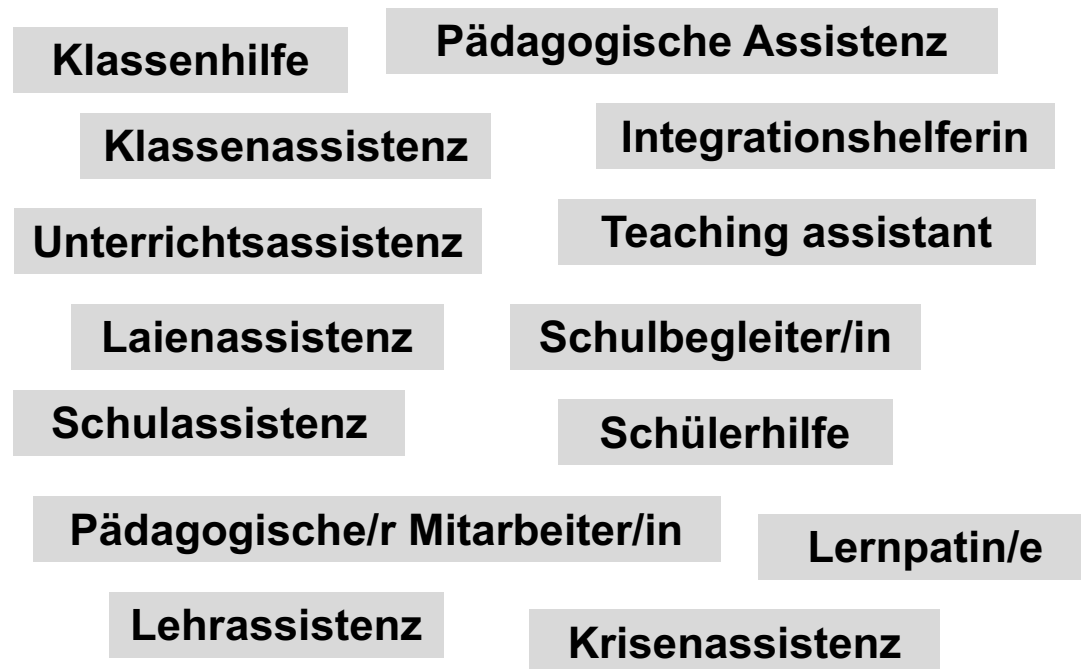 Klassenhilfe
Pädagogische Assistenz
Klassenassistenz
Integrationshelferin
Unterrichtsassistenz
Teaching assistant
Laienassistenz
Schulbegleiter/in
Schulassistenz
Schülerhilfe
Pädagogische/r Mitarbeiter/in
Lernpatin/e
Lehrassistenz
Krisenassistenz